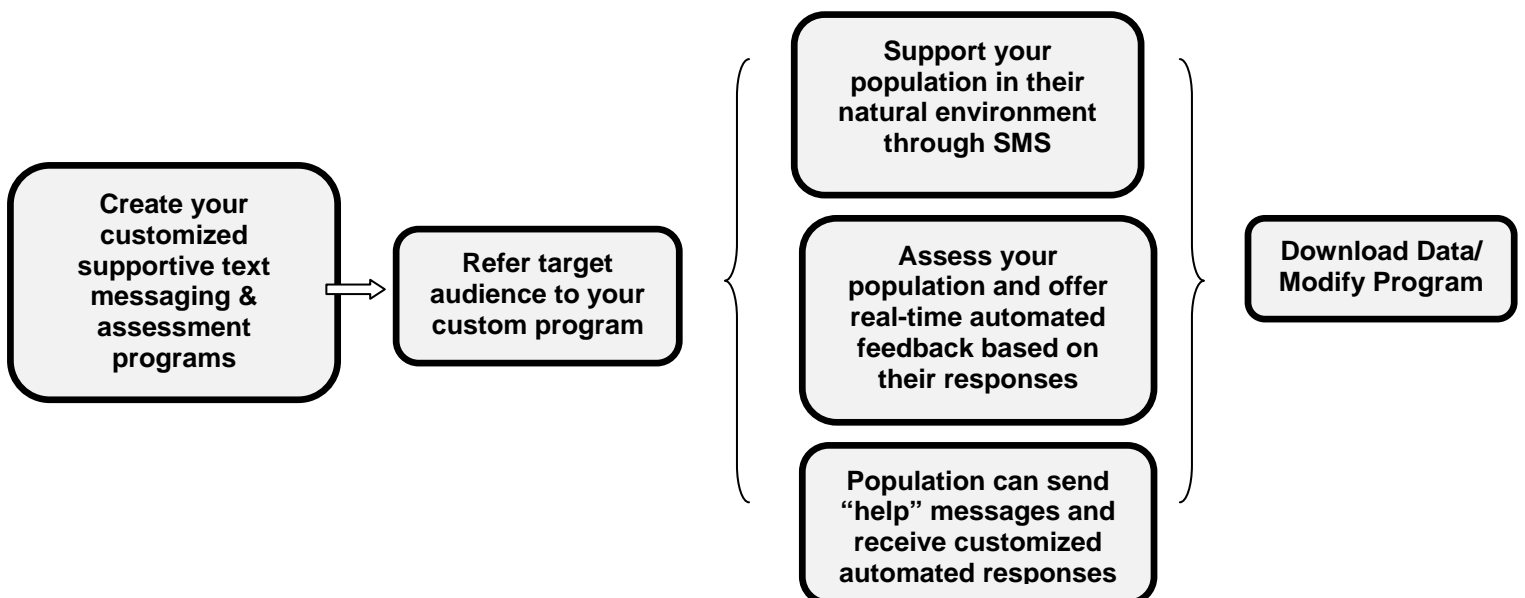 Create your
customized
supportive text
messaging &
assessment
programs
Refer target
audience to your
custom program
Support your
population in their
natural environment
through SMS
Assess your
population and offer
real-time automated
feedback based on
their responses
Population can send
“help” messages and
receive customized
automated responses
Download Data/
Modify Program